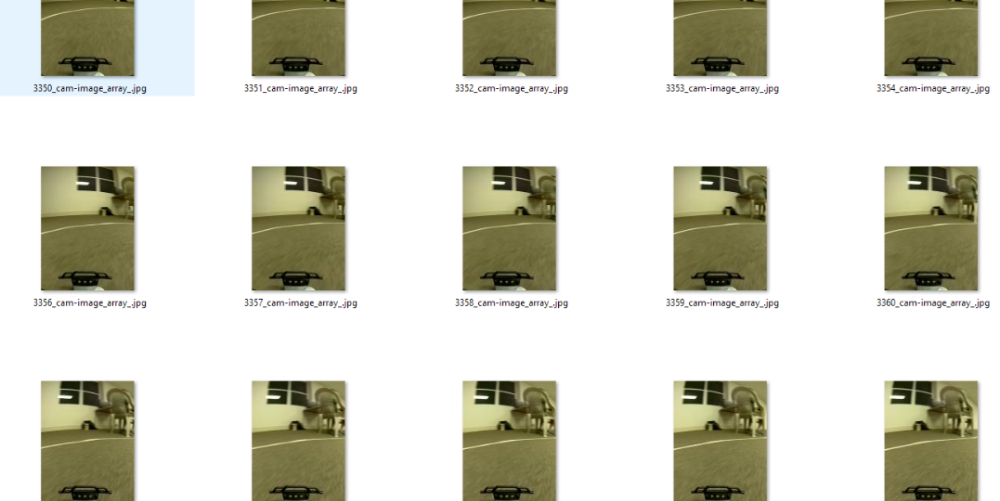 3350_cam-image_array_.jpg
3351_cam-image_array_.jpg
3352_cam-image_array_.jpg
3353_cam-image_array_.jpg
3354_cam-image_array_.jpg
3356_cam-image_array_.jpg
3357_cam-image_array_.jpg
3358_cam-image_array_.jpg
3359_cam-image_array_.jpg
3360_cam-image_array_.jpg